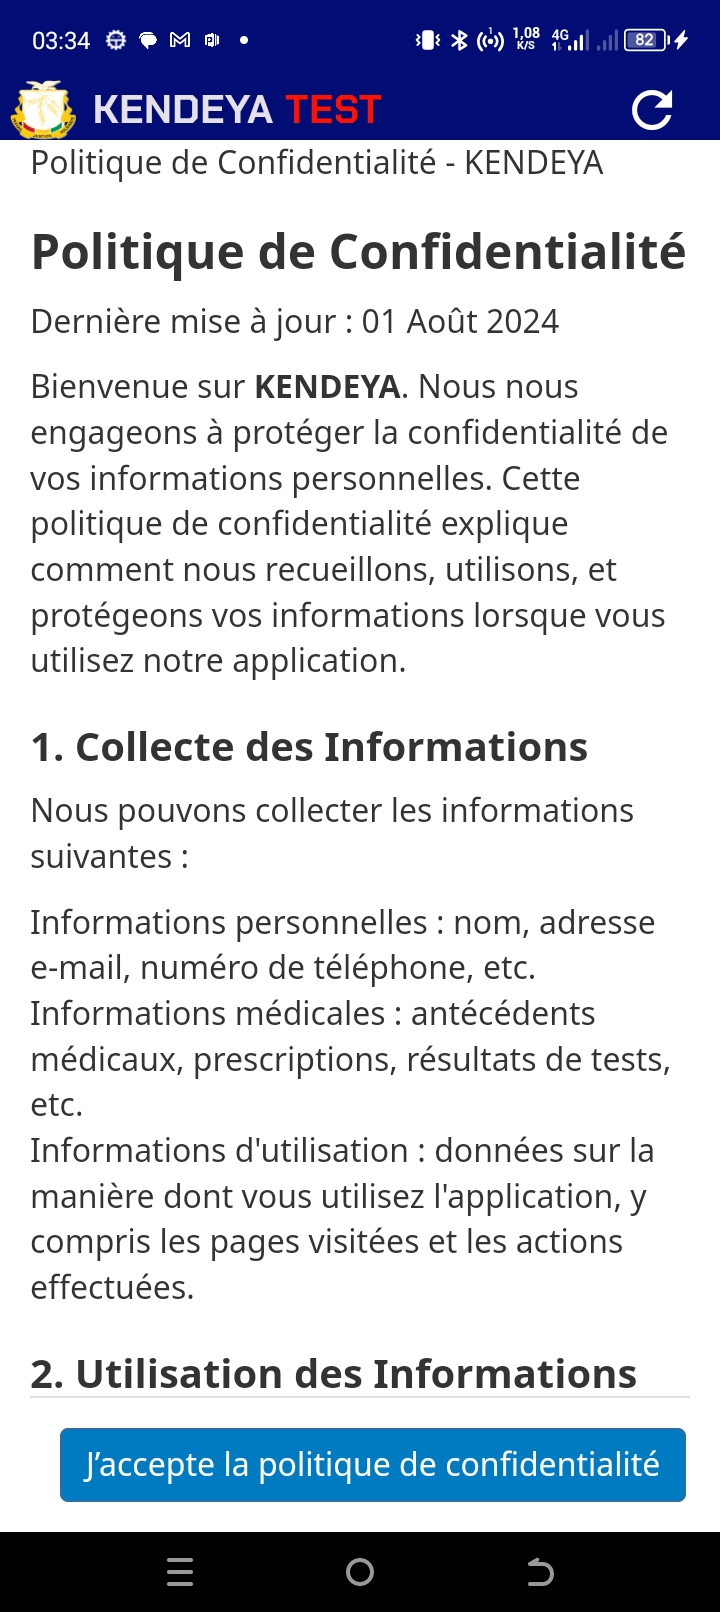 03:34
1,08
K/S
4G
82
KENDEYA TEST
Politique de Confidentialité - KENDEYA
Politique de Confidentialité
Dernière mise à jour : 01 Août 2024
Bienvenue sur KENDEYA. Nous nous
engageons à protéger la confidentialité de
vos informations personnelles. Cette
politique de confidentialité explique
comment nous recueillons, utilisons, et
protégeons vos informations lorsque vous
utilisez notre application.
1. Collecte des Informations
Nous pouvons collecter les informations
suivantes :
Informations personnelles : nom, adresse
e-mail, numéro de téléphone, etc.
Informations médicales : antécédents
médicaux, prescriptions, résultats de tests,
etc.
Informations d'utilisation : données sur la
manière dont vous utilisez l'application, y
compris les pages visitées et les actions
effectuées.
2. Utilisation des Informations
J’accepte la politique de confidentialité